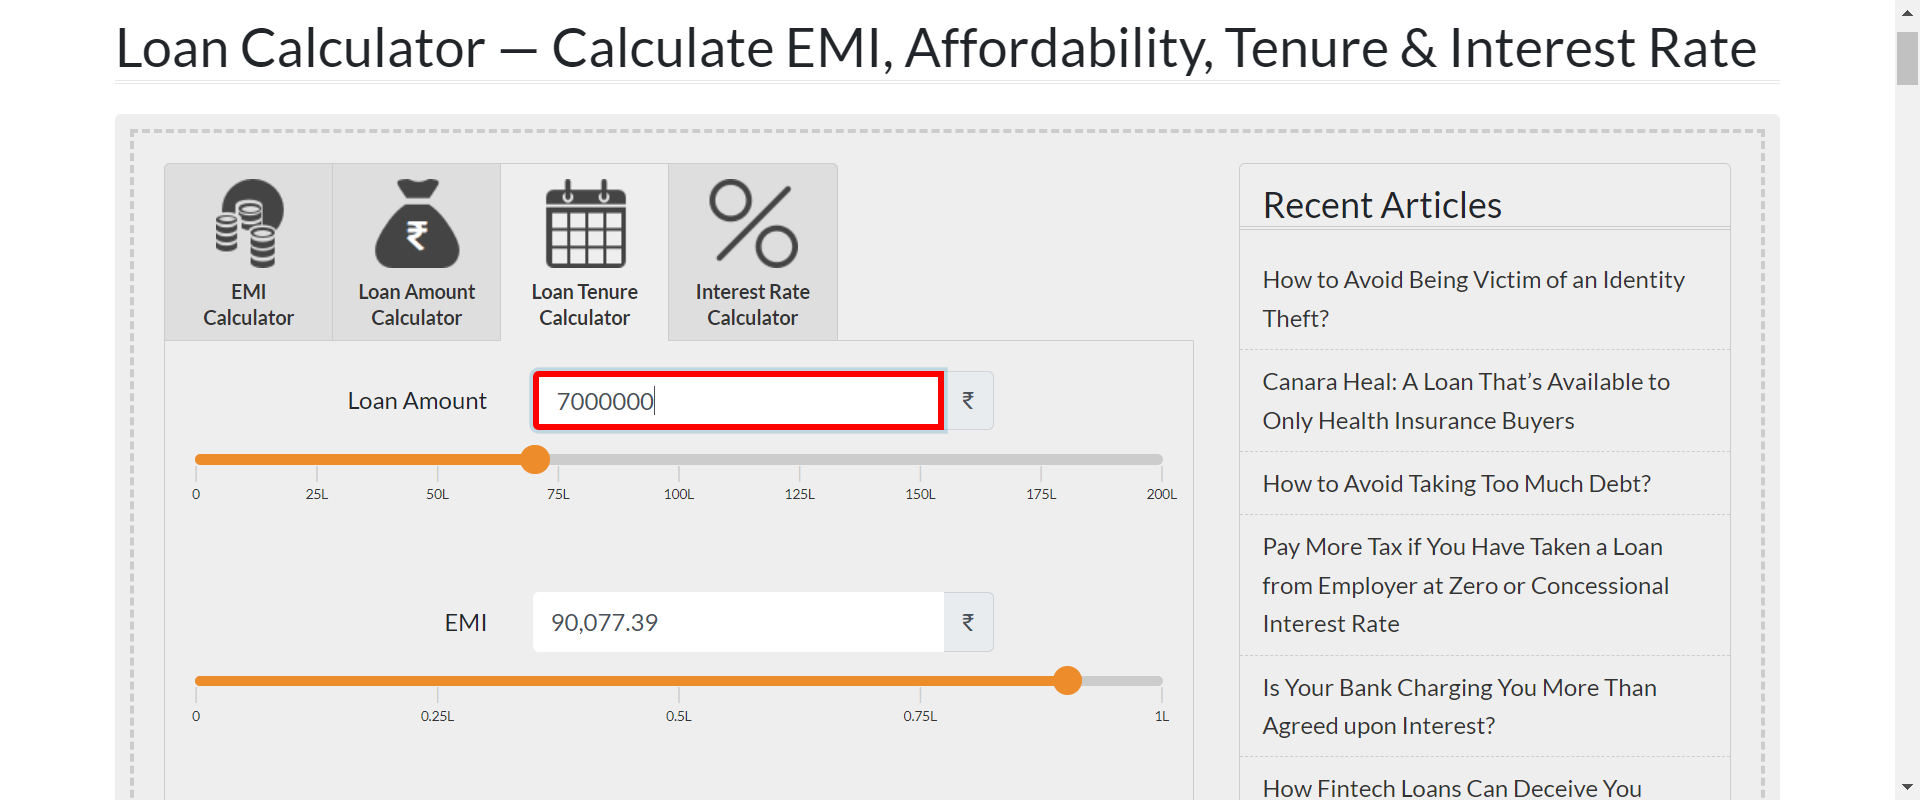 Loan Calculator — Calculate EMI, Affordability, Tenure & Interest Rate
EMI
Calculator
Loan Amount
Calculator
Loan Tenure
Calculator
Interest Rate
Calculator
Loan Amount
7000000
₹
0 25L 50L 75L 100L 125L 150L 175L 200L
EMI
90,077.39
₹
0 0.25L 0.5L 0.75L 1L
Recent Articles
How to Avoid Being Victim of an Identity
Theft?
Canara Heal: A Loan That’s Available to
Only Health Insurance Buyers
How to Avoid Taking Too Much Debt?
Pay More Tax if You Have Taken a Loan
from Employer at Zero or Concessional
Interest Rate
Is Your Bank Charging You More Than
Agreed upon Interest?
How Fintech Loans Can Deceive You